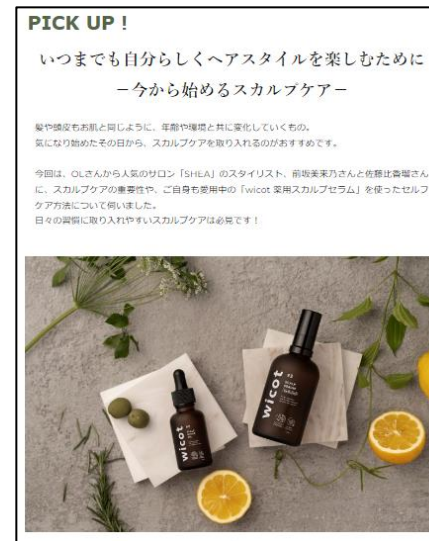 PICK UP！
いつまでも自分らしくヘアスタイルを楽しむために
－今から始めるスカルプケア－
髪や頭皮もお肌と同じように、年齢や環境と共に変化していくもの。
気になり始めたその日から、スカルプケアを取り入れるのがおすすめです。
今回は、OLさんから人気のサロン「SHEA」のスタイリスト、前坂美来乃さんと佐藤比香瑠さん
に、スカルプケアの重要性や、ご自身も愛用中の「wicot 薬用スカルプセラム」を使ったセルフ
ケア方法について伺いました。
日々の習慣に取り入れやすいスカルプケアは必見です！
wicot
wicot